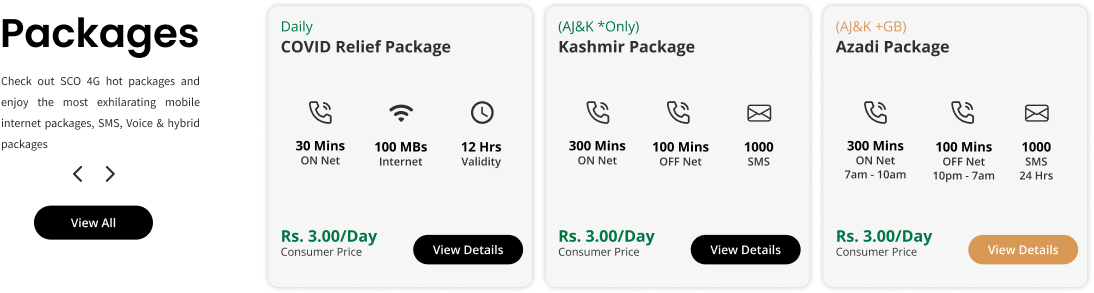 Packages
Check out SCO 4G hot packages and
enjoy the most exhilarating mobile
internet packages, SMS, Voice & hybrid
packages
View All
Daily
COVID Relief Package
30 Mins
ON Net
100 MBs
Internet
12 Hrs
Validity
Rs. 3.00/Day
Consumer Price
View Details
(AJ&K *Only)
Kashmir Package
300 Mins
ON Net
100 Mins
OFF Net
1000
SMS
Rs. 3.00/Day
Consumer Price
View Details
(AJ&K +GB)
Azadi Package
300 Mins
ON Net
7am - 10am
100 Mins
OFF Net
10pm - 7am
1000
SMS
24 Hrs
Rs. 3.00/Day
Consumer Price
View Details